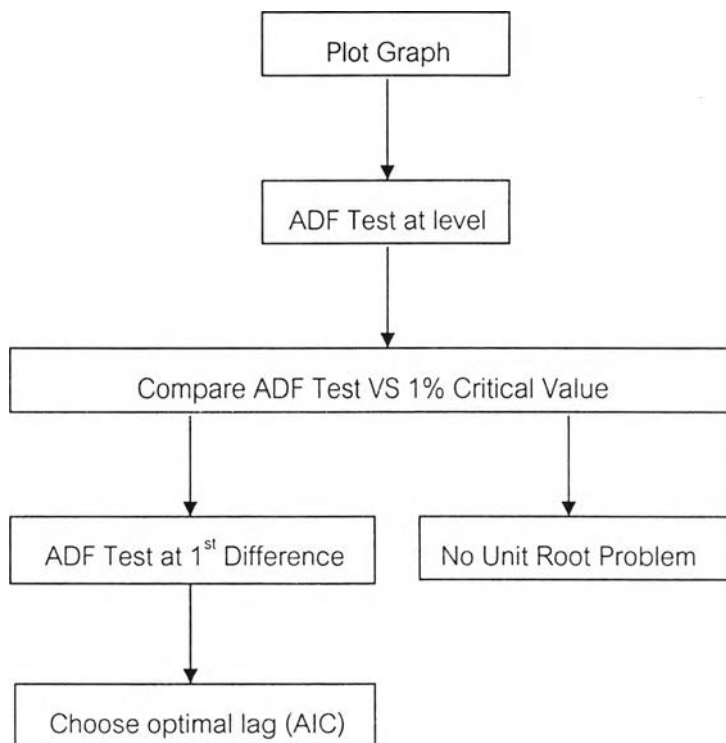 Plot Graph
ADF Test at level
Compare ADF Test VS 1% Critical Value
ADF Test at 1st Difference
No Unit Root Problem
Choose optimal lag (AIC)